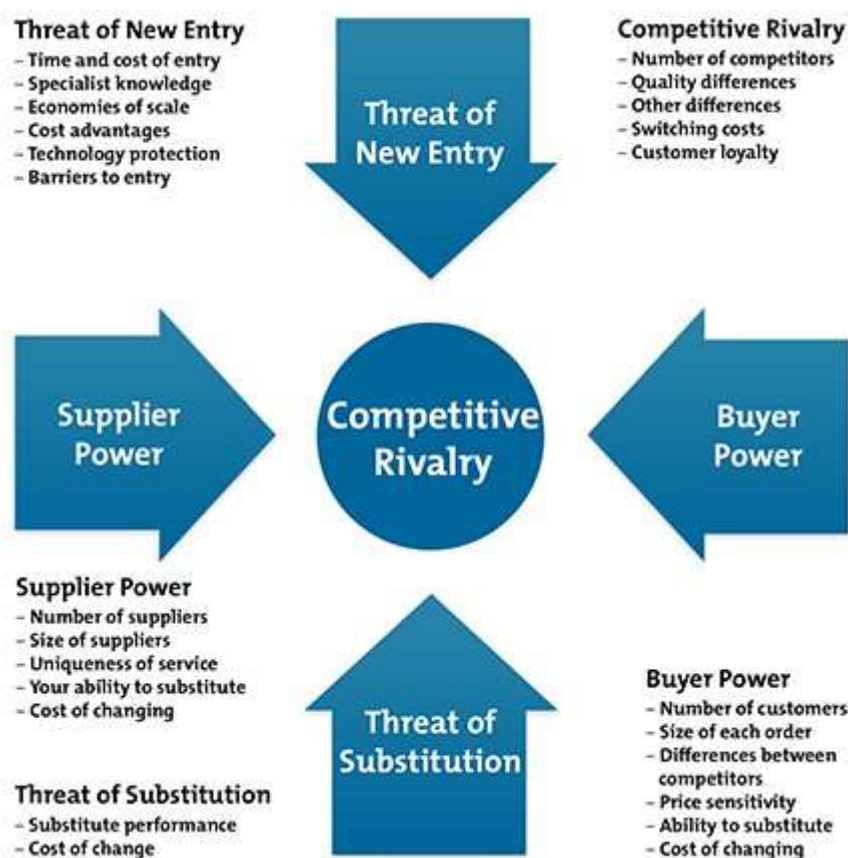 Threat of New Entry
– Time and cost of entry
– Specialist knowledge
– Economies of scale
– Cost advantages
– Technology protection
– Barriers to entry
Threat of
New Entry
Competitive Rivalry
– Number of competitors
– Quality differences
– Other differences
– Switching costs
– Customer loyalty
Supplier
Power
Competitive
Rivalry
Buyer
Power
Supplier Power
– Number of suppliers
– Size of suppliers
– Uniqueness of service
– Your ability to substitute
– Cost of changing
Threat of Substitution
– Substitute performance
– Cost of change
Threat of
Substitution
Buyer Power
– Number of customers
– Size of each order
– Differences between
competitors
– Price sensitivity
– Ability to substitute
– Cost of changing